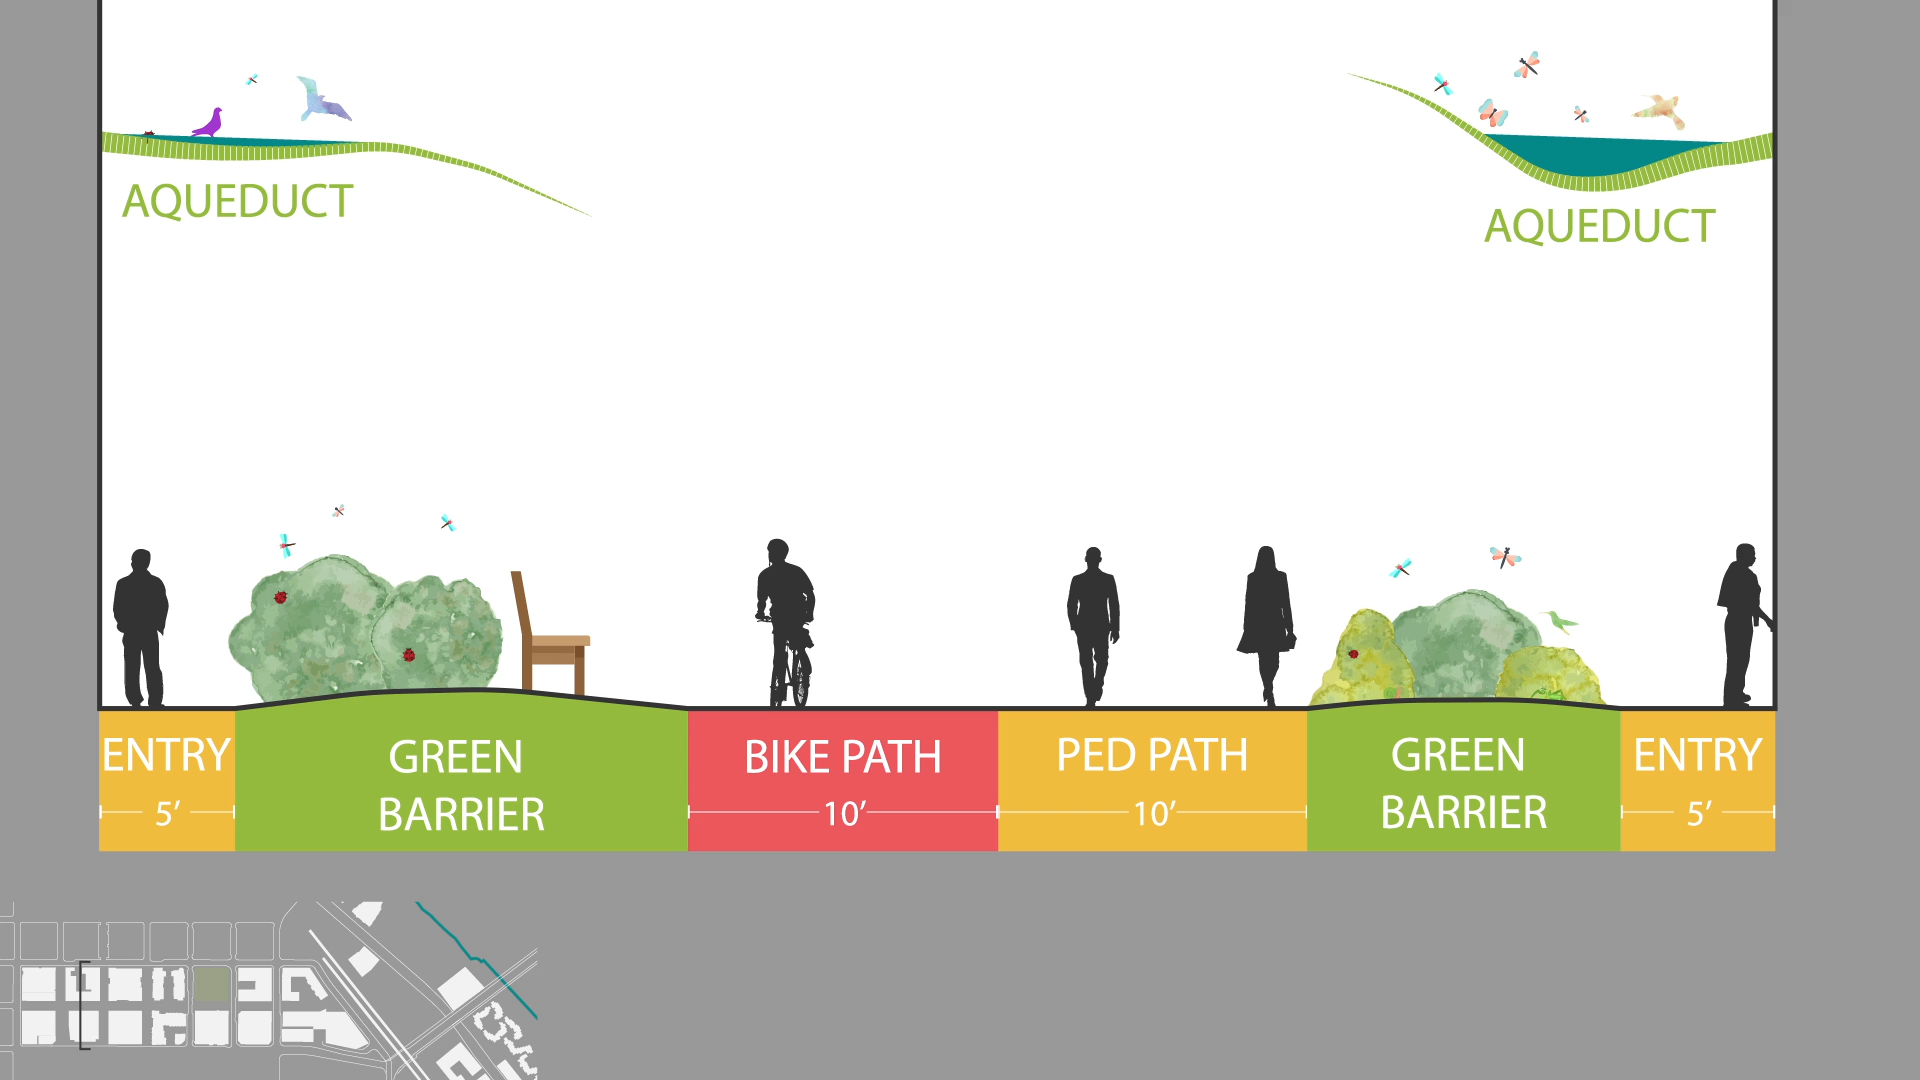 AQUEDUCT
AQUEDUCT
ENTRY
5’
GREEN
BARRIER
BIKE PATH
10’
PED PATH
10’
GREEN
BARRIER
ENTRY
5’